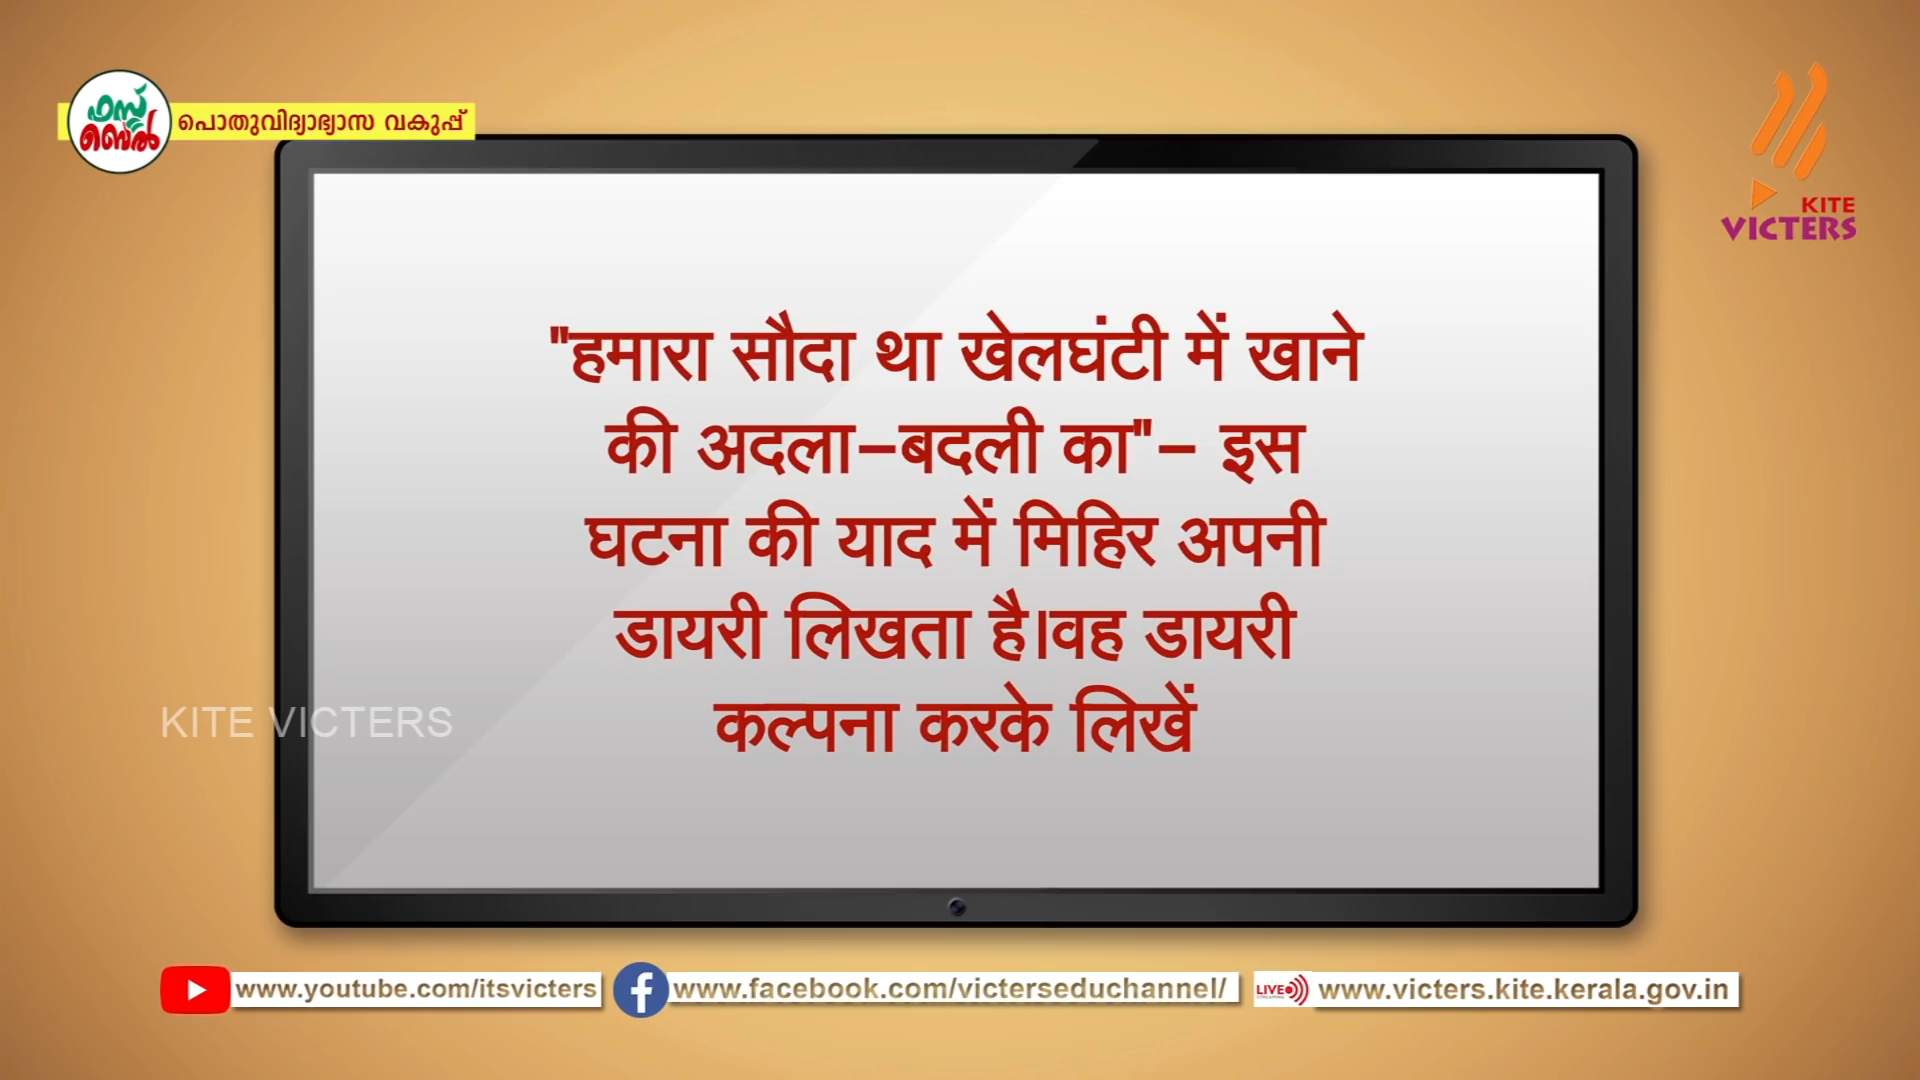 ഫസ്റ്റ്
ബെൽ
പൊതുവിദ്യാഭ്യാസ വകുപ്പ്
KITE
VICTERS
"हमारा सौदा था खेलघंटी में खाने
की अदला–बदली का"– इस
घटना की याद में मिहिर अपनी
डायरी लिखता है।वह डायरी
कल्पना करके लिखें
KITE VICTERS
www.youtube.com/itsvicters
www.facebook.com/victerseduchannel/
LIVE
STREAMING
www.victers.kite.kerala.gov.in